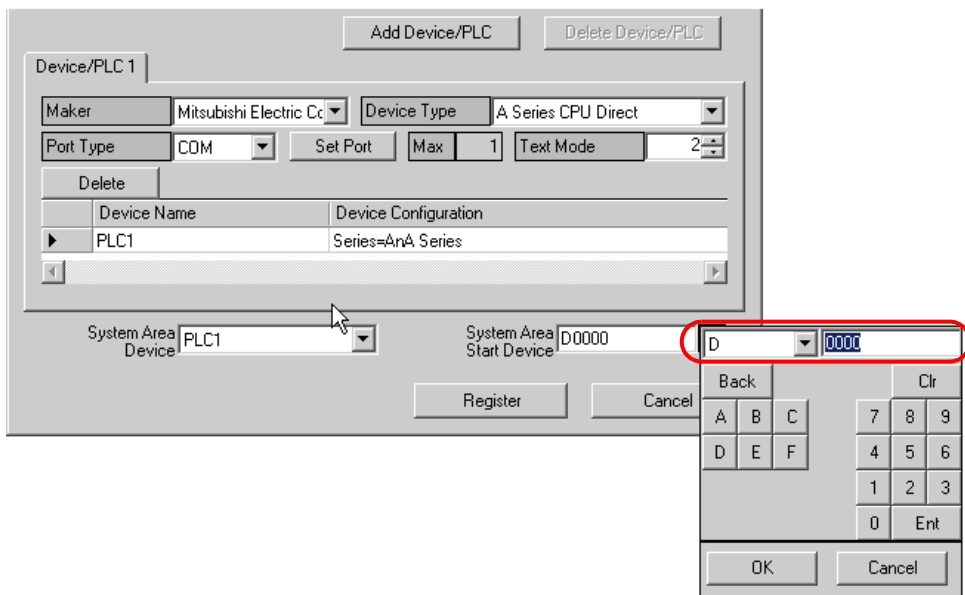 Add Device/PLC Delete Device/PLC
Device/PLC 1
Maker Mitsubishi Electric Cc Device Type A Series CPU Direct
Port Type COM Set Port Max 1 Text Mode 2
Delete
Device Name Device Configuration
PLC1 Series=AnA Series
System Area Device PLC1 System Area Start Device D0000
D 0000
Register Cancel
Back Clr
A B C 7 8 9
D E F 4 5 6
1 2 3
0 Ent
OK Cancel